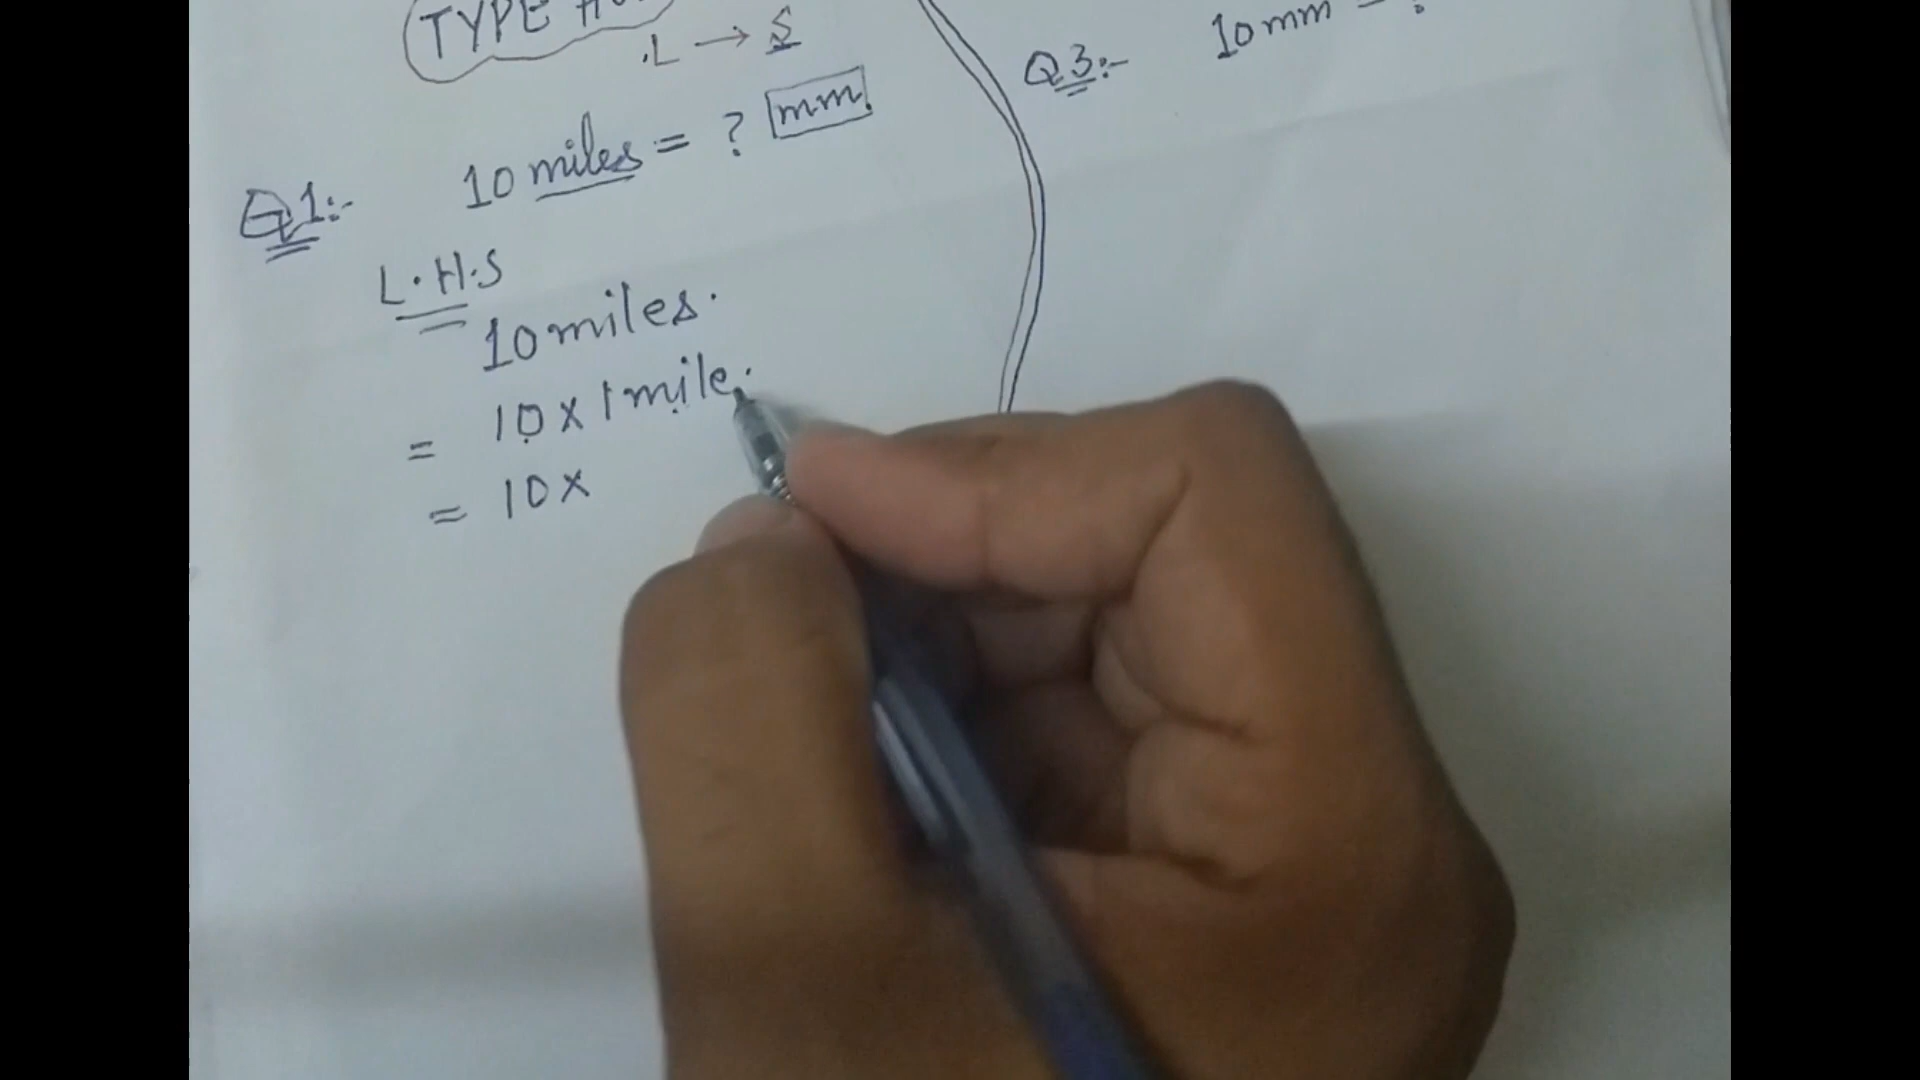 TYPE
.L → S
Q1:- 10 miles = ? mm.
L.H.S
10 miles.
= 10 x 1 mile.
= 10 x
Q3:- 10 mm = ?